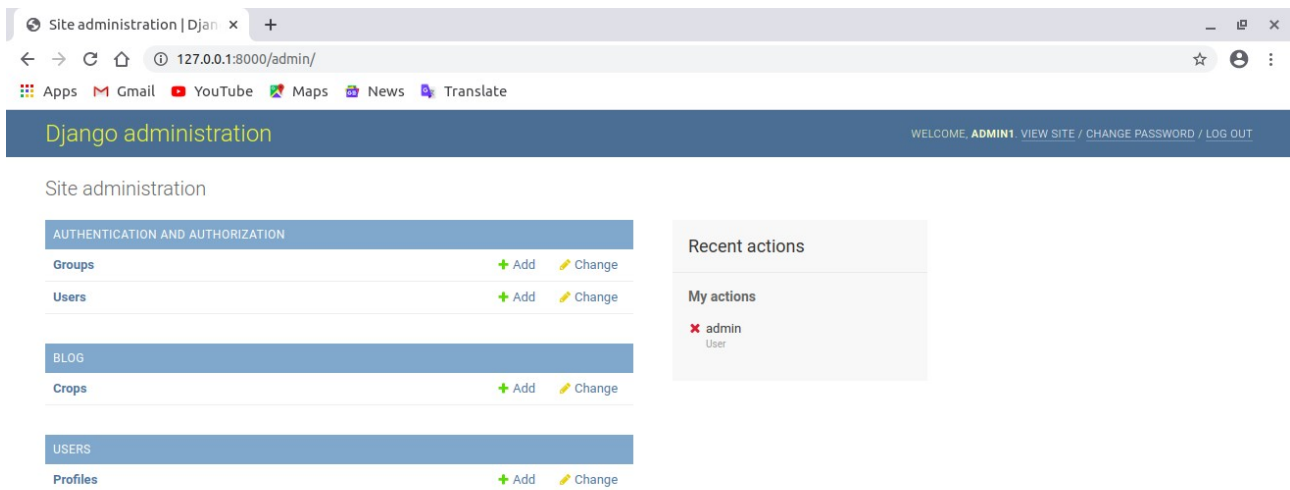 Site administration | Djan
127.0.0.1:8000/admin/
Apps Gmail YouTube Maps News Translate
Django administration
WELCOME, ADMIN1. VIEW SITE / CHANGE PASSWORD / LOG OUT
Site administration
AUTHENTICATION AND AUTHORIZATION
Groups Add Change
Users Add Change
BLOG
Crops Add Change
USERS
Profiles Add Change
Recent actions
My actions
admin
User